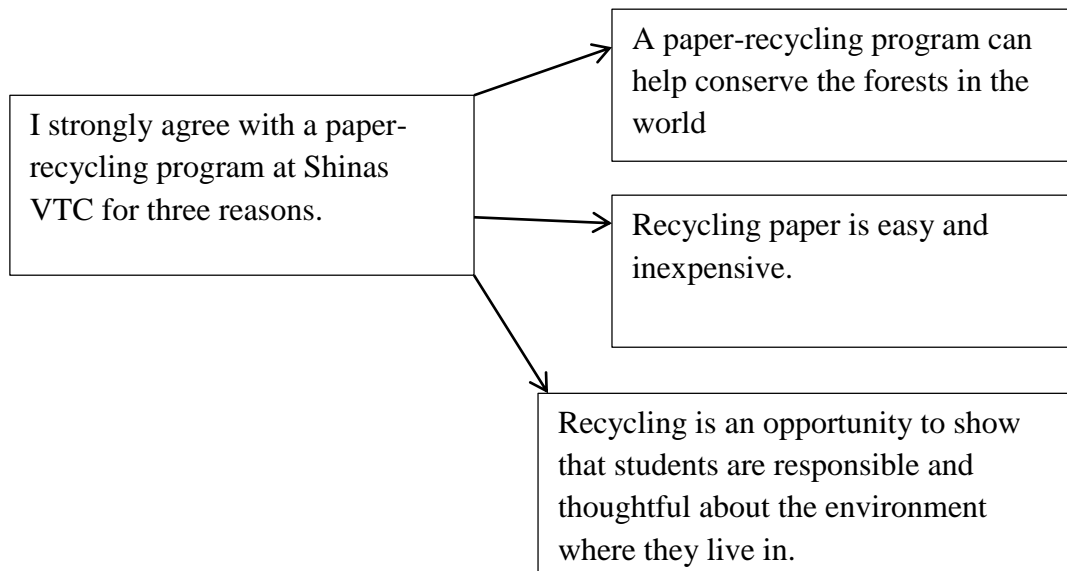 I strongly agree with a paper-
recycling program at Shinas
VTC for three reasons.
A paper-recycling program can
help conserve the forests in the
world
Recycling paper is easy and
inexpensive.
Recycling is an opportunity to show
that students are responsible and
thoughtful about the environment
where they live in.